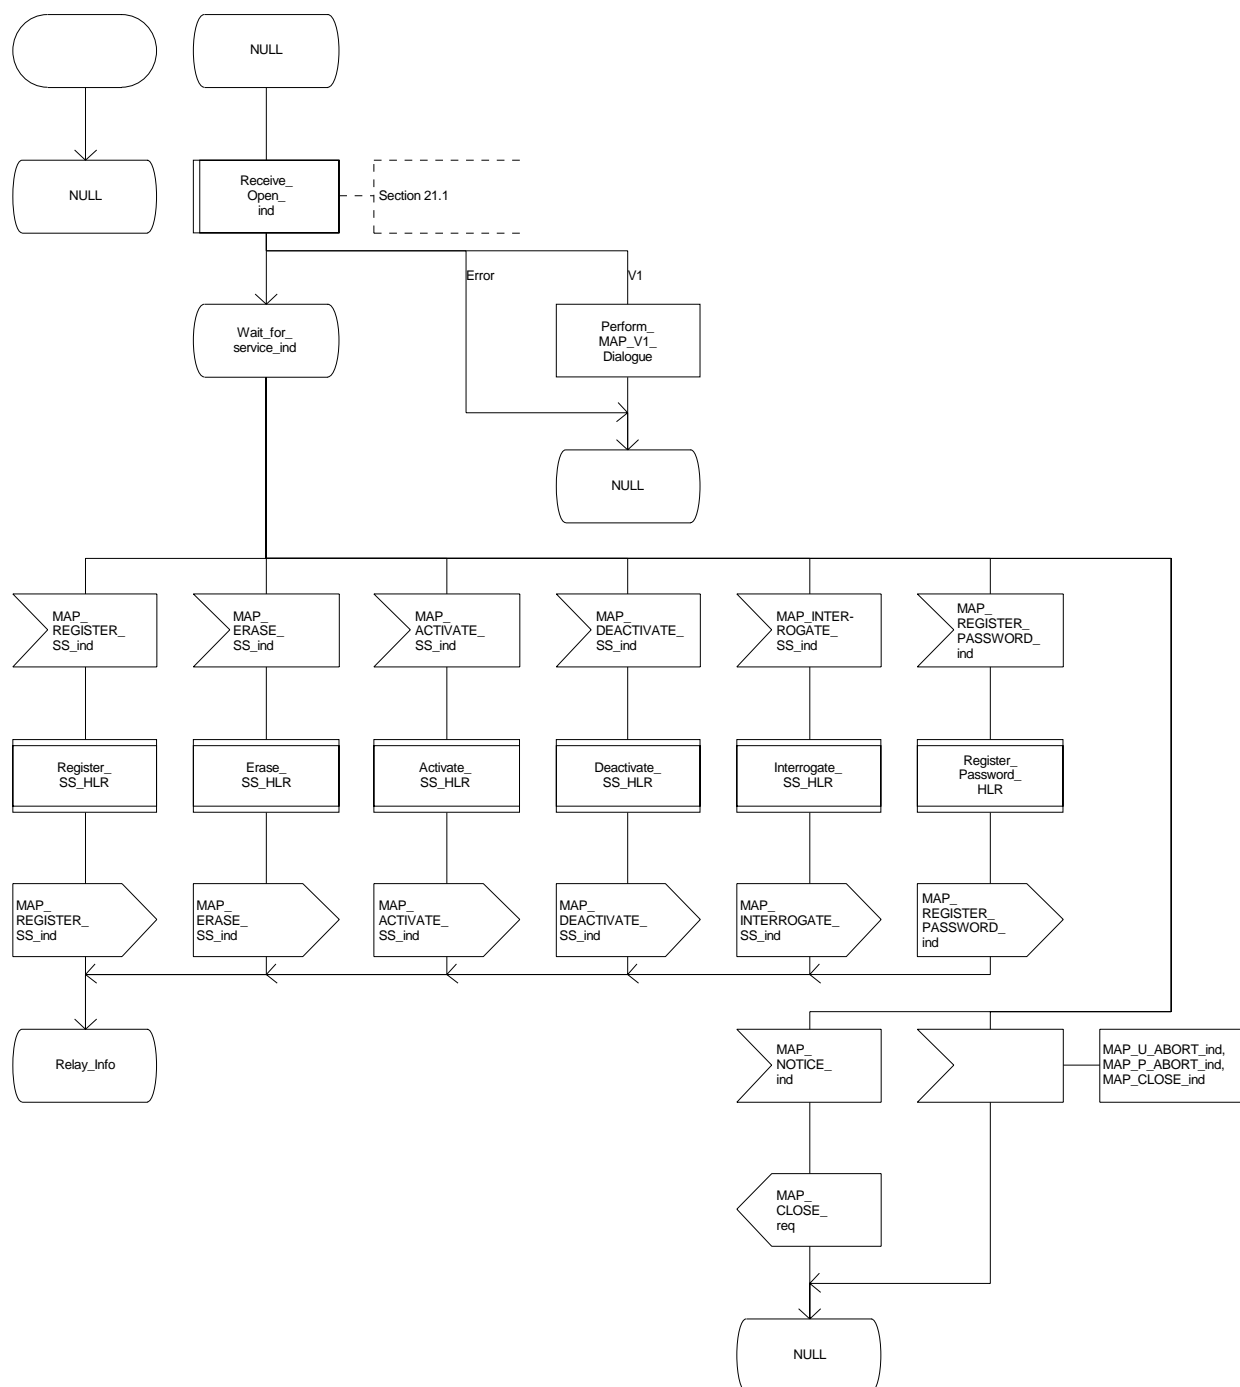 NULL
NULL
Receive_
Open_
ind
Section 21.1
Error
V1
Wait_for_
service_ind
Perform_
MAP_V1_
Dialogue
NULL
MAP_
REGISTER_
SS_ind
MAP_
ERASE_
SS_ind
MAP_
ACTIVATE_
SS_ind
MAP_
DEACTIVATE_
SS_ind
MAP_INTER-
ROGATE_
SS_ind
MAP_
REGISTER_
PASSWORD_
ind
Register_
SS_HLR
Erase_
SS_HLR
Activate_
SS_HLR
Deactivate_
SS_HLR
Interrogate_
SS_HLR
Register_
Password_
HLR
MAP_
REGISTER_
SS_ind
MAP_
ERASE_
SS_ind
MAP_
ACTIVATE_
SS_ind
MAP_
DEACTIVATE_
SS_ind
MAP_
INTERROGATE_
SS_ind
MAP_
REGISTER_
PASSWORD_
ind
Relay_Info
MAP_
NOTICE_
ind
MAP_U_ABORT_ind,
MAP_P_ABORT_ind,
MAP_CLOSE_ind
MAP_
CLOSE_
req
NULL